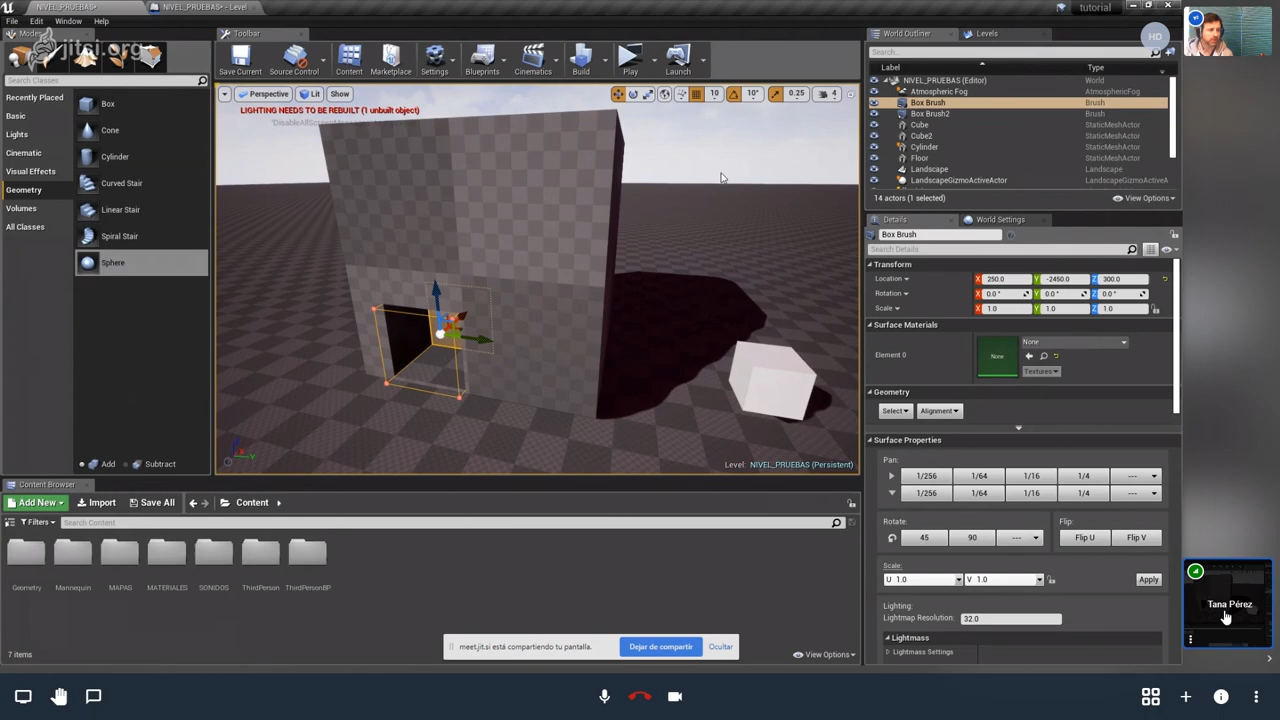 NIVEL_PRUEBAS*
NIVEL_PRUEBAS* - Level
tutorial
File Edit Window Help
jitsi.org
HD
Modes
Toolbar
World Outliner
Levels
Search Classes
Save Current
Source Control
Content
Marketplace
Settings
Blueprints
Cinematics
Build
Play
Launch
Search...
Label
Type
NIVEL_PRUEBAS (Editor) World
Atmospheric Fog AtmosphericFog
Box Brush Brush
Box Brush2 Brush
Cube StaticMeshActor
Cube2 StaticMeshActor
Cylinder StaticMeshActor
Floor StaticMeshActor
Landscape Landscape
LandscapeGizmoActiveActor LandscapeGizmoActiveA
14 actors (1 selected)
View Options
Recently Placed
Basic
Lights
Cinematic
Visual Effects
Geometry
Volumes
All Classes
Box
Cone
Cylinder
Curved Stair
Linear Stair
Spiral Stair
Sphere
Add
Subtract
Perspective
Lit
Show
10
10°
0.25
4
LIGHTING NEEDS TO BE REBUILT (1 unbuilt object)
Level: NIVEL_PRUEBAS (Persistent)
Details
World Settings
Box Brush
Search Details
Transform
Location X 250.0 Y -2450.0 Z 300.0
Rotation X 0.0 ° Y 0.0 ° Z 0.0 °
Scale X 1.0 Y 1.0 Z 1.0
Surface Materials
Element 0
None
None
Textures
Geometry
Select
Alignment
Surface Properties
Pan:
1/256 1/64 1/16 1/4 ---
1/256 1/64 1/16 1/4 ---
Rotate:
Flip:
45 90 ---
Flip U Flip V
Scale:
U 1.0
V 1.0
Apply
Lighting:
Lightmap Resolution: 32.0
Lightmass
Lightmass Settings
Content Browser
Add New
Import
Save All
Content
Filters
Search Content
Geometry
Mannequin
MAPAS
MATERIALES
SONIDOS
ThirdPerson
ThirdPersonBP
7 items
View Options
meet.jit.si está compartiendo tu pantalla.
Dejar de compartir
Ocultar
Tana Pérez